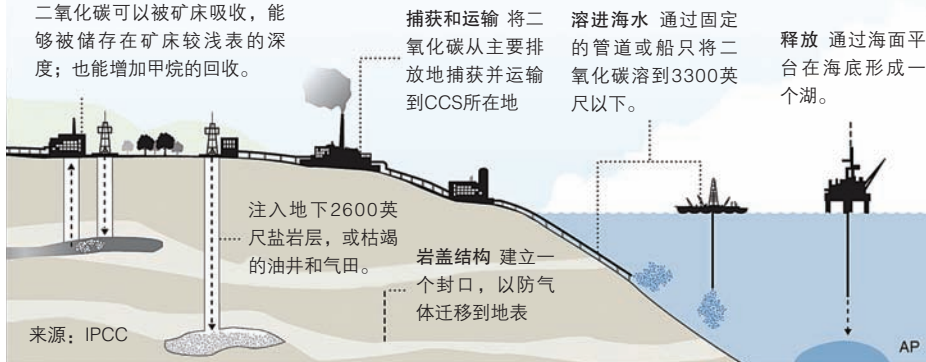 二氧化碳可以被矿床吸收，能
够被储存在矿床较浅表的深
度；也能增加甲烷的回收。
捕获和运输 将二
氧化碳从主要排
放地捕获并运输
到CCS所在地
溶进海水 通过固定
的管道或船只将二
氧化碳溶到3300英
尺以下。
释放 通过海面平
台在海底形成一
个湖。
注入地下2600英
尺盐岩层，或枯竭
的油井和气田。
岩盖结构 建立一
个封口，以防气
体迁移到地表
来源：IPCC
AP